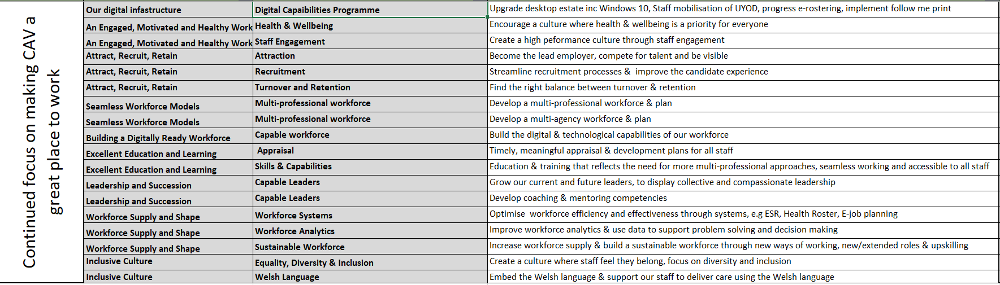 Continued focus on making CAV a
great place to work
Our digital infastructure Digital Capaibilities Programme Upgrade desktop estate inc Windows 10, Staff mobilisation of UYOD, progress e-rostering, implement follow me print
An Engaged, Motivated and Healthy Work Health & Wellbeing Encourage a culture where health & wellbeing is a priority for everyone
An Engaged, Motivated and Healthy Work Staff Engagement Create a high peformance culture through staff engagement
Attract, Recruit, Retain Attraction Become the lead employer, compete for talent and be visible
Attract, Recruit, Retain Recruitment Streamline recruitment processes & improve the candidate experience
Attract, Recruit, Retain Turnover and Retention Find the right balance between turnover & retention
Seamless Workforce Models Multi-professional workforce Develop a multi-professional workforce & plan
Seamless Workforce Models Multi-professional workforce Develop a multi-agency workforce & plan
Building a Digitally Ready Workforce Capable workforce Build the digital & technological capabilities of our workforce
Excellent Education and Learning Appraisal Timely, meaningful appraisal & development plans for all staff
Excellent Education and Learning Skills & Capabilities Education & training that reflects the need for more multi-professional approaches, seamless working and accessible to all staff
Leadership and Succession Capable Leaders Grow our current and future leaders, to display collective and compassionate leadership
Leadership and Succession Capable Leaders Develop coaching & mentoring competencies
Workforce Supply and Shape Workforce Systems Optimise workforce efficiency and effectiveness through systems, e.g ESR, Health Roster, E-job planning
Workforce Supply and Shape Workforce Analytics Improve workforce analytics & use data to support problem solving and decision making
Workforce Supply and Shape Sustainable Workforce Increase workforce supply & build a sustainable workforce through new ways of working, new/extended roles & upskilling
Inclusive Culture Equality, Diversity & Inclusion Create a culture where staff feel they belong, focus on diversity and inclusion
Inclusive Culture Welsh Language Embed the Welsh language & support our staff to deliver care using the Welsh language